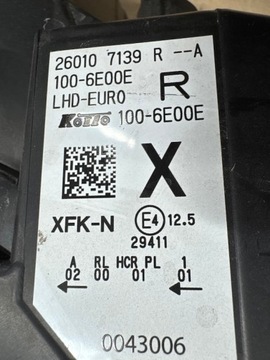 26010 7139 R --A
100-6E00E
LHD-EURO R
KOITO 100-6E00E
X
XFK-N E4 12.5
29411
A RL HCR PL 1
02 00 01 01
0043006